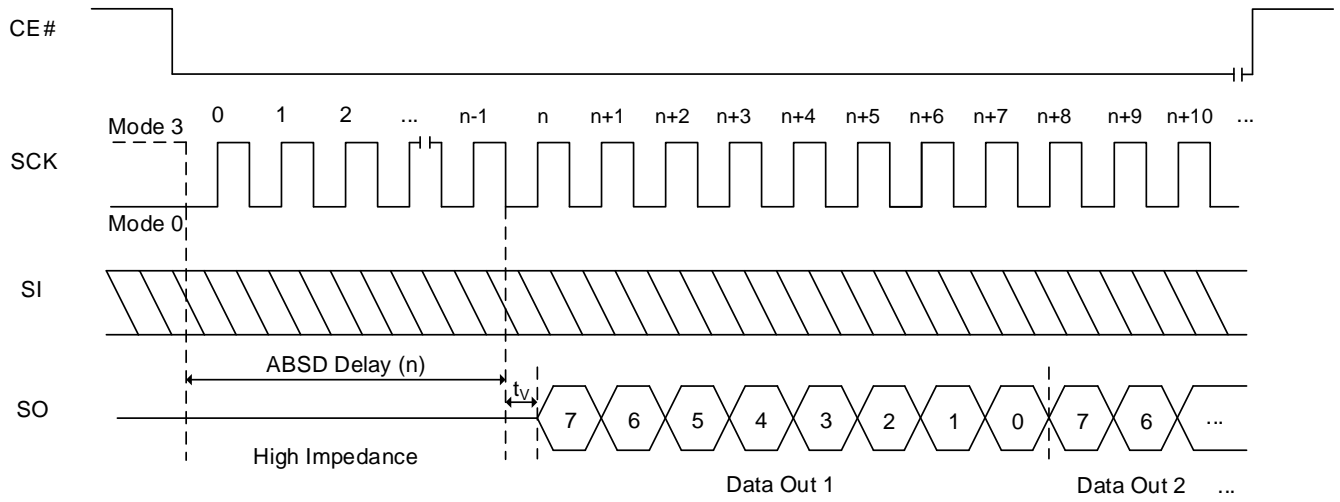 CE#
0 1 2 ... n-1 n n+1 n+2 n+3 n+4 n+5 n+6 n+7 n+8 n+9 n+10 ...
Mode 3
SCK
Mode 0
SI
ABSD Delay (n)
tV
SO
7 6 5 4 3 2 1 0 7 6 ...
High Impedance
Data Out 1 Data Out 2 ...